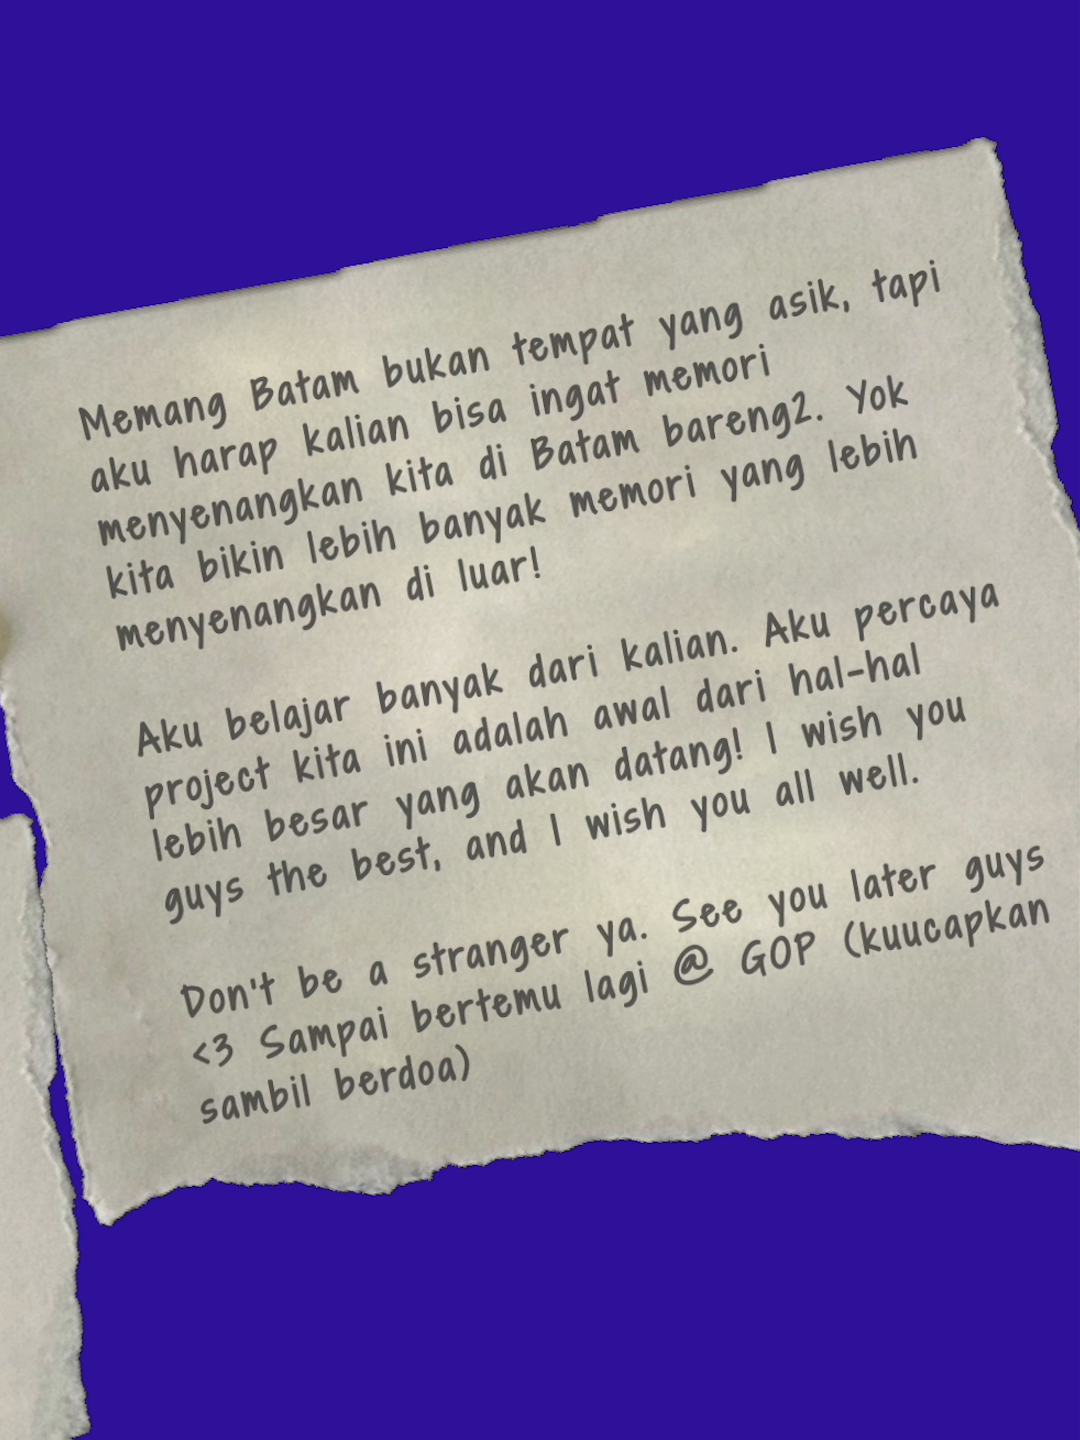 Memang Batam bukan tempat yang asik, tapi
aku harap kalian bisa ingat memori
menyenangkan kita di Batam bareng2. Yok
kita bikin lebih banyak memori yang lebih
menyenangkan di luar!
Aku belajar banyak dari kalian. Aku percaya
project kita ini adalah awal dari hal-hal
lebih besar yang akan datang! I wish you
guys the best, and I wish you all well.
Don't be a stranger ya. See you later guys
<3 Sampai bertemu lagi @ GOP (kuucapkan
sambil berdoa)